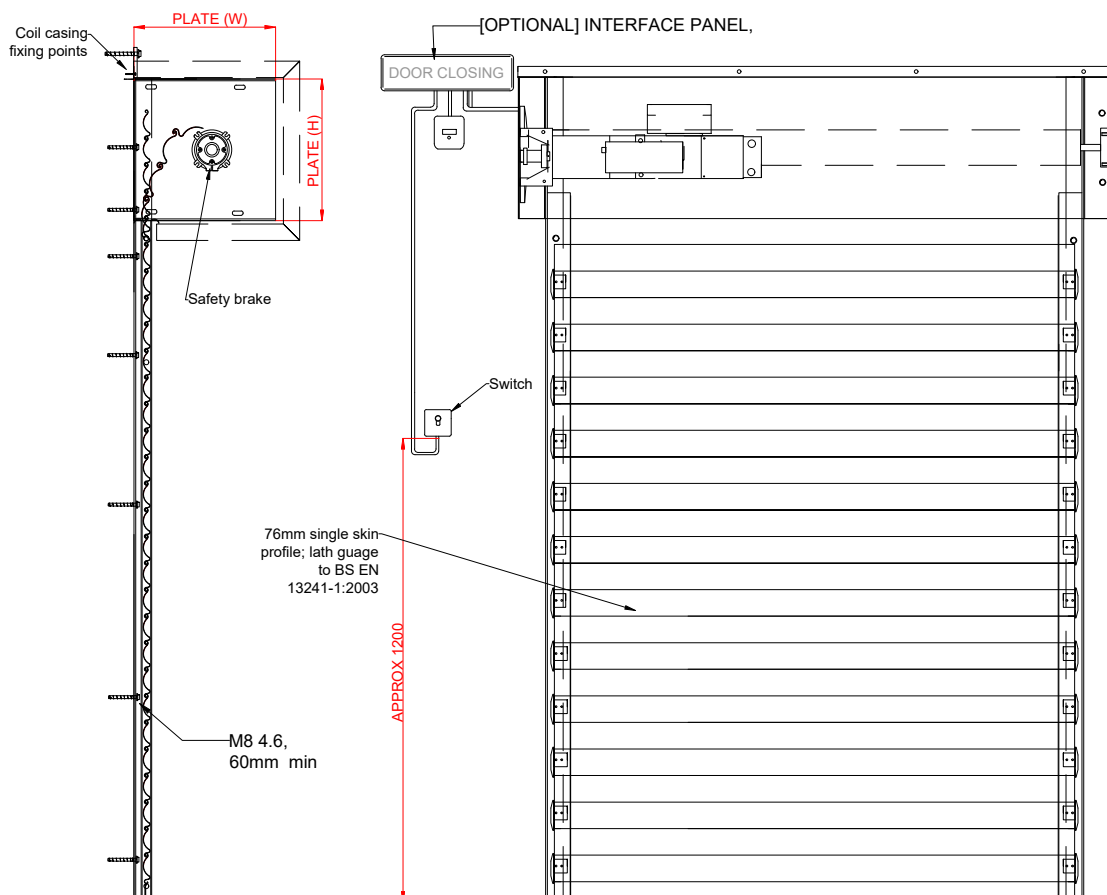 PLATE (W)
[OPTIONAL] INTERFACE PANEL,
Coil casing
fixing points
DOOR CLOSING
PLATE (H)
Safety brake
Switch
76mm single skin
profile; lath guage
to BS EN
13241-1:2003
APPROX 1200
M8 4.6,
60mm min